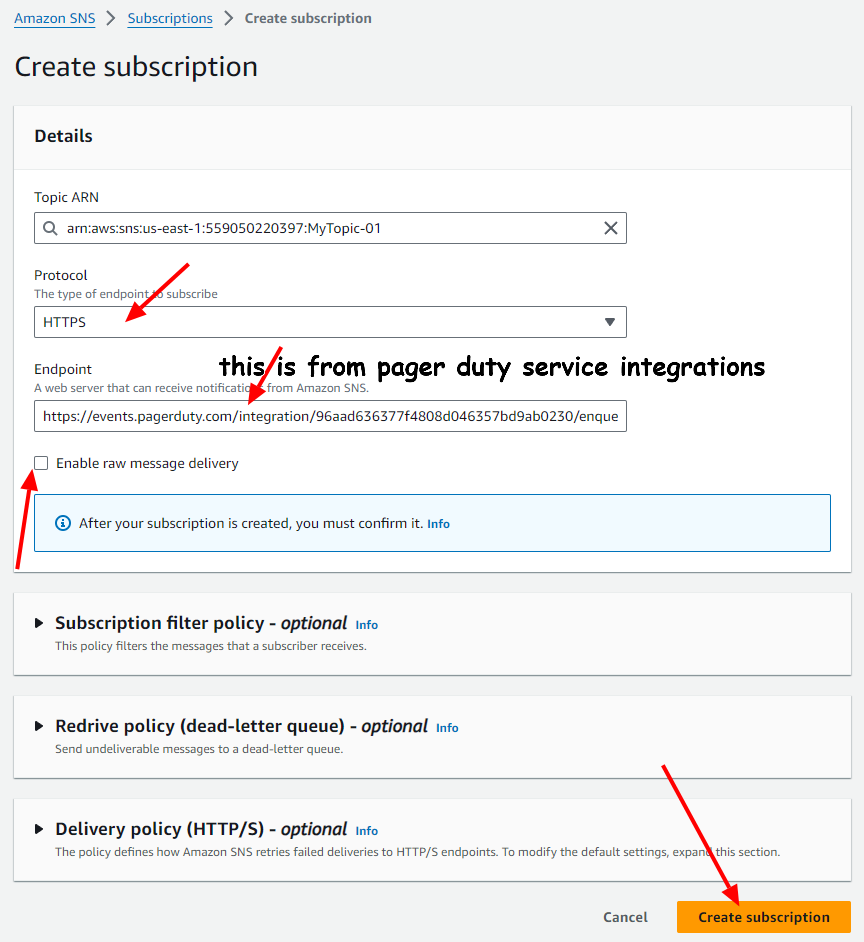 Amazon SNS > Subscriptions > Create subscription
Create subscription
Details
Topic ARN
arn:aws:sns:us-east-1:559050220397:MyTopic-01
Protocol
The type of endpoint to subscribe
HTTPS
this is from pager duty service integrations
Endpoint
A web server that can receive notifications from Amazon SNS.
https://events.pagerduty.com/integration/96aad636377f4808d046357bd9ab0230/enque
Enable raw message delivery
After your subscription is created, you must confirm it. Info
Subscription filter policy - optional Info
This policy filters the messages that a subscriber receives.
Redrive policy (dead-letter queue) - optional Info
Send undeliverable messages to a dead-letter queue.
Delivery policy (HTTP/S) - optional Info
The policy defines how Amazon SNS retries failed deliveries to HTTP/S endpoints. To modify the default settings, expand this section.
Cancel Create subscription